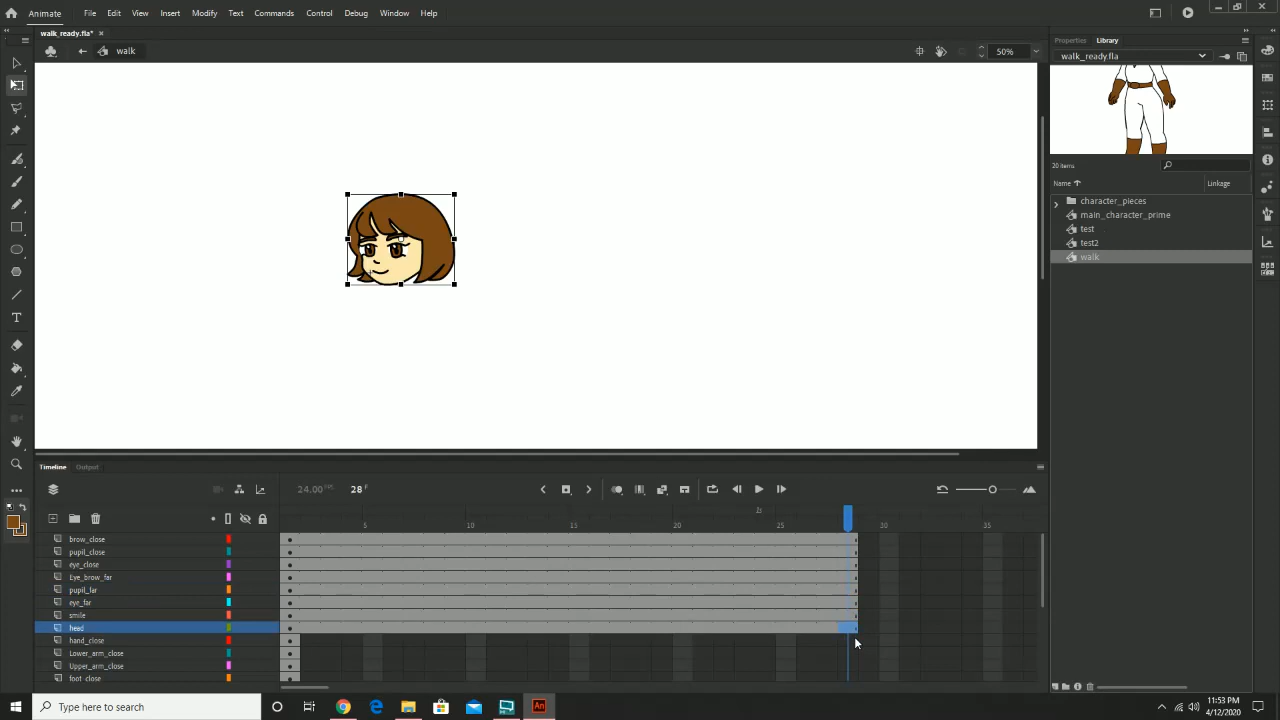 Animate File Edit View Insert Modify Text Commands Control Debug Window Help
walk_ready.fla*
walk
50%
Properties Library
walk_ready.fla
20 items
Name Linkage
character_pieces
main_character_prime
test
test2
walk
Timeline Output
24.00 FPS 28 F
1s
5 10 15 20 25 30 35
brow_close
pupil_close
eye_close
Eye_brow_far
pupil_far
eye_far
smile
head
hand_close
Lower_arm_close
Upper_arm_close
foot_close
Type here to search
An
11:53 PM
4/12/2020